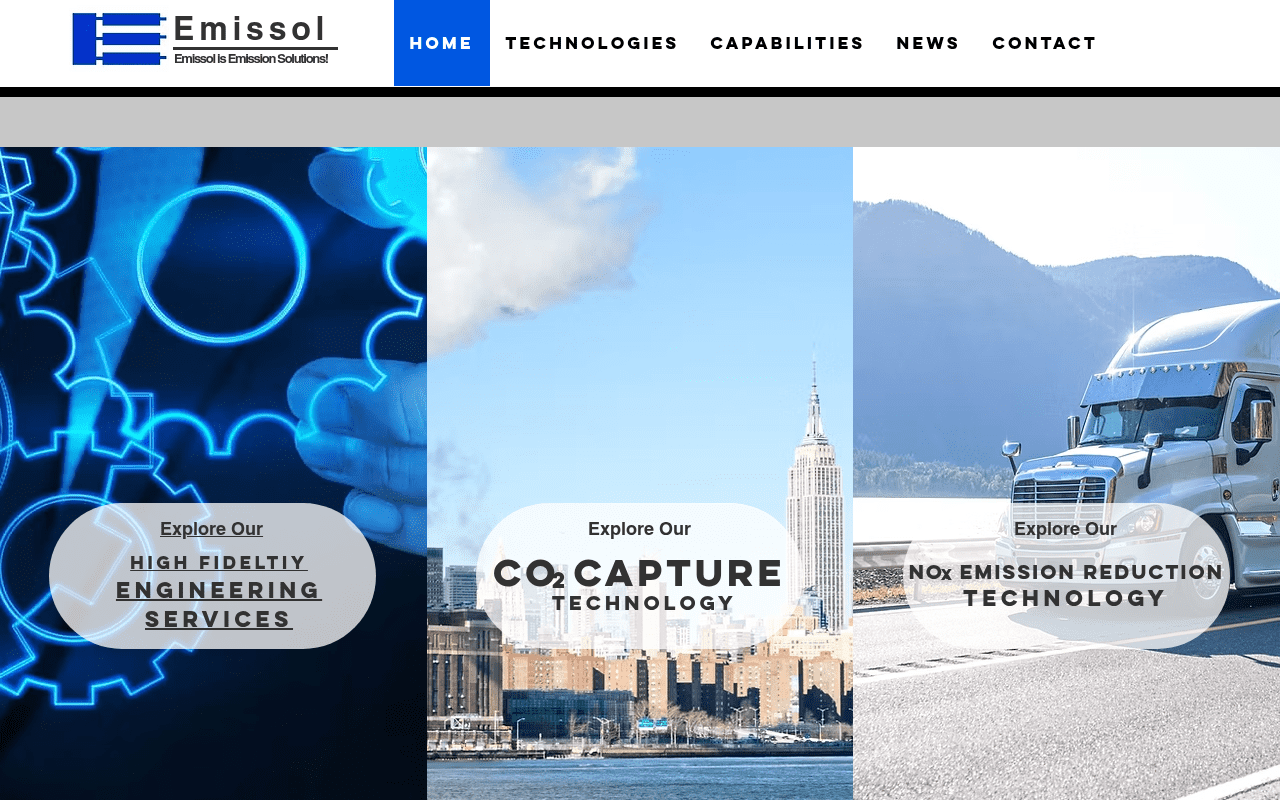 Emissol
Emissol is Emission Solutions!
HOME TECHNOLOGIES CAPABILITIES NEWS CONTACT
Explore Our
HIGH FIDELTIY
ENGINEERING
SERVICES
Explore Our
CO₂ CAPTURE
TECHNOLOGY
Explore Our
NOx EMISSION REDUCTION
TECHNOLOGY